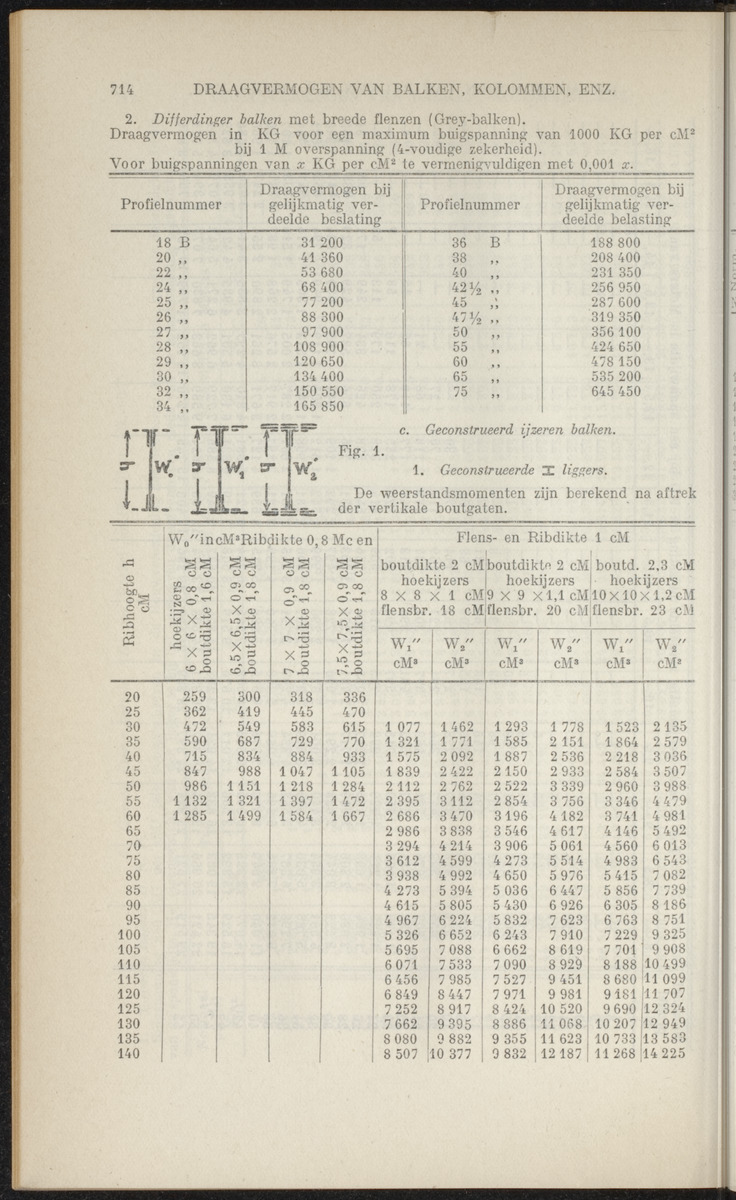 714 DRAAGVERMOGEN VAN BALKEN, KOLOMMEN, ENZ.
2. Differdinger balken met breede flenzen (Grey-balken).
Draagvermogen in KG voor een maximum buigspanning van 1000 KG per cM²
bij 1 M overspanning (4-voudige zekerheid).
Voor buigspanningen van x KG per cM² te vermenigvuldigen met 0,001 x.
Profielnummer | Draagvermogen bij gelijkmatig ver- deelde beslating | Profielnummer | Draagvermogen bij gelijkmatig ver- deelde belasting
18 B | 31 200 | 36 B | 188 800
20 ,, | 41 360 | 38 ,, | 208 400
22 ,, | 53 680 | 40 ,, | 231 350
24 ,, | 68 400 | 42½ ,, | 256 950
25 ,, | 77 200 | 45 ,, | 287 600
26 ,, | 88 300 | 47½ ,, | 319 350
27 ,, | 97 900 | 50 ,, | 356 100
28 ,, | 108 900 | 55 ,, | 424 650
29 ,, | 120 650 | 60 ,, | 478 150
30 ,, | 134 400 | 65 ,, | 535 200
32 ,, | 150 550 | 75 ,, | 645 450
34 ,, | 165 850
c. Geconstrueerd ijzeren balken.
Fig. 1.
1. Geconstrueerde I liggers.
De weerstandsmomenten zijn berekend na aftrek
der vertikale boutgaten.
Ribhoogte h cM | W₀″ in cM³ Ribdikte 0,8 Mc en | Flens- en Ribdikte 1 cM
hoekijzers 6 × 6 × 0,8 cM boutdikte 1,6 cM | 6,5 × 6,5 × 0,9 cM boutdikte 1,8 cM | 7 × 7 × 0,9 cM boutdikte 1,8 cM | 7,5 × 7,5 × 0,9 cM boutdikte 1,8 cM
boutdikte 2 cM | boutdikte 2 cM | boutd. 2,3 cM
hoekijzers | hoekijzers | hoekijzers
8 × 8 × 1 cM | 9 × 9 × 1,1 cM | 10 × 10 × 1,2 cM
flensbr. 18 cM | flensbr. 20 cM | flensbr. 23 cM
W₁″ | W₂″ | W₁″ | W₂″ | W₁″ | W₂″
cM³ | cM³ | cM³ | cM³ | cM³ | cM³
20 | 259 | 300 | 318 | 336
25 | 362 | 419 | 445 | 470
30 | 472 | 549 | 583 | 615 | 1 077 | 1 462 | 1 293 | 1 778 | 1 523 | 2 135
35 | 590 | 687 | 729 | 770 | 1 321 | 1 771 | 1 585 | 2 151 | 1 864 | 2 579
40 | 715 | 834 | 884 | 933 | 1 575 | 2 092 | 1 887 | 2 536 | 2 218 | 3 036
45 | 847 | 988 | 1 047 | 1 105 | 1 839 | 2 422 | 2 150 | 2 933 | 2 584 | 3 507
50 | 986 | 1 151 | 1 218 | 1 284 | 2 112 | 2 762 | 2 522 | 3 339 | 2 960 | 3 988
55 | 1 132 | 1 321 | 1 397 | 1 472 | 2 395 | 3 112 | 2 854 | 3 756 | 3 346 | 4 479
60 | 1 285 | 1 499 | 1 584 | 1 667 | 2 686 | 3 470 | 3 196 | 4 182 | 3 741 | 4 981
65 | 2 986 | 3 838 | 3 546 | 4 617 | 4 146 | 5 492
70 | 3 294 | 4 214 | 3 906 | 5 061 | 4 560 | 6 013
75 | 3 612 | 4 599 | 4 273 | 5 514 | 4 983 | 6 543
80 | 3 938 | 4 992 | 4 650 | 5 976 | 5 415 | 7 082
85 | 4 273 | 5 394 | 5 036 | 6 447 | 5 856 | 7 739
90 | 4 615 | 5 805 | 5 430 | 6 926 | 6 305 | 8 186
95 | 4 967 | 6 224 | 5 832 | 7 623 | 6 763 | 8 751
100 | 5 326 | 6 652 | 6 243 | 7 910 | 7 229 | 9 325
105 | 5 695 | 7 088 | 6 662 | 8 619 | 7 701 | 9 908
110 | 6 071 | 7 533 | 7 090 | 8 929 | 8 188 | 10 499
115 | 6 456 | 7 985 | 7 527 | 9 451 | 8 680 | 11 099
120 | 6 849 | 8 447 | 7 971 | 9 981 | 9 181 | 11 707
125 | 7 252 | 8 917 | 8 424 | 10 520 | 9 690 | 12 324
130 | 7 662 | 9 395 | 8 886 | 11 068 | 10 207 | 12 949
135 | 8 080 | 9 882 | 9 355 | 11 623 | 10 733 | 13 583
140 | 8 507 | 10 377 | 9 832 | 12 187 | 11 268 | 14 225